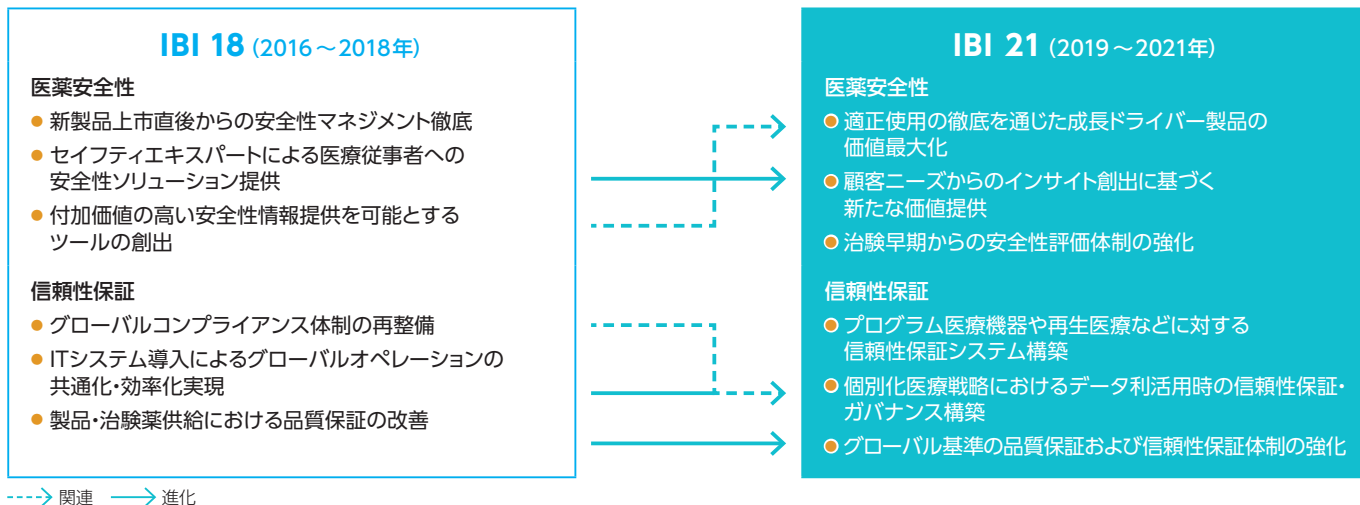 IBI 18 (2016～2018年)
医薬安全性
● 新製品上市直後からの安全性マネジメント徹底
● セイフティエキスパートによる医療従事者への
安全性ソリューション提供
● 付加価値の高い安全性情報提供を可能とする
ツールの創出
信頼性保証
● グローバルコンプライアンス体制の再整備
● ITシステム導入によるグローバルオペレーションの
共通化・効率化実現
● 製品・治験薬供給における品質保証の改善
IBI 21 (2019～2021年)
医薬安全性
● 適正使用の徹底を通じた成長ドライバー製品の
価値最大化
● 顧客ニーズからのインサイト創出に基づく
新たな価値提供
● 治験早期からの安全性評価体制の強化
信頼性保証
● プログラム医療機器や再生医療などに対する
信頼性保証システム構築
● 個別化医療戦略におけるデータ利活用時の信頼性保証・
ガバナンス構築
● グローバル基準の品質保証および信頼性保証体制の強化
関連 進化